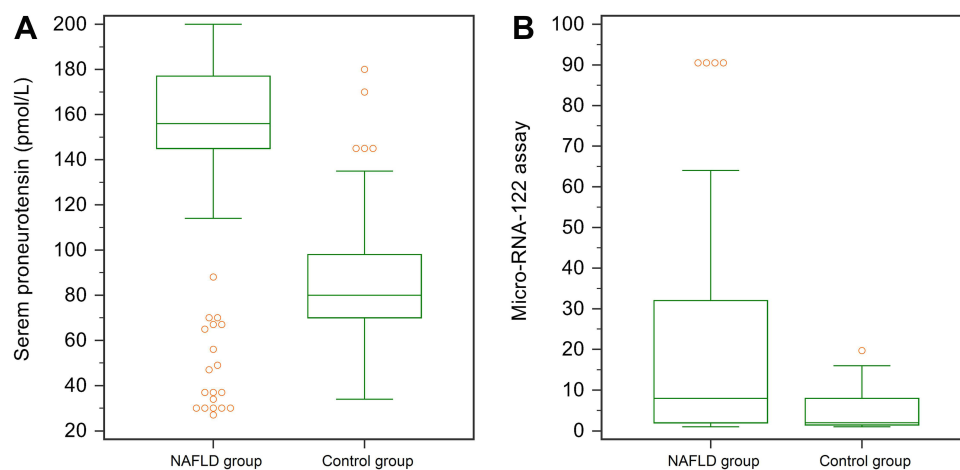 A
Serem proneurotensin (pmol/L)
200
180
160
140
120
100
80
60
40
20
NAFLD group
Control group
B
Micro-RNA-122 assay
100
90
80
70
60
50
40
30
20
10
0
NAFLD group
Control group